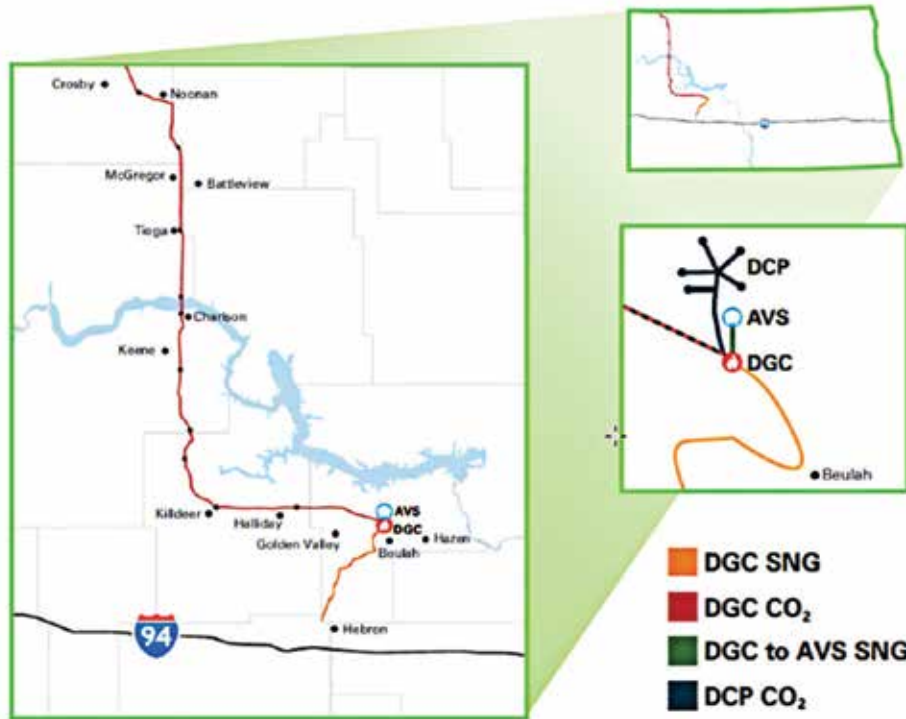 Crosby
Noonan
McGregor
Battleview
Tioga
Charlson
Keene
Killdeer
Halliday
Golden Valley
AVS
DGC
Beulah
Hazen
Hebron
94
DCP
AVS
DGC
Beulah
DGC SNG
DGC CO₂
DGC to AVS SNG
DCP CO₂